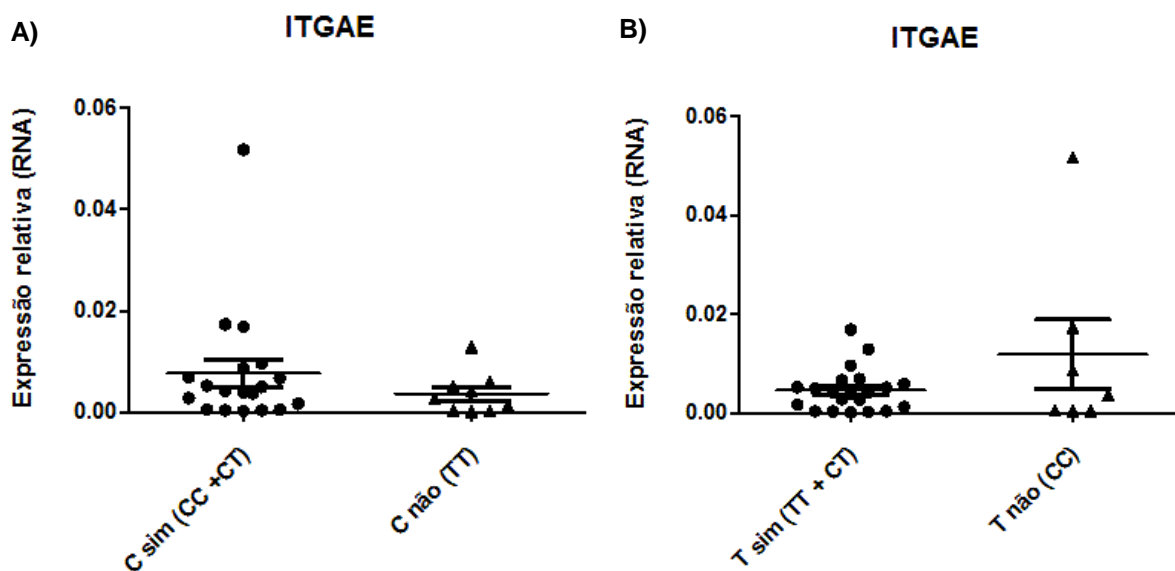 A)
ITGAE
Expressão relativa (RNA)
0.06
0.04
0.02
0.00
C sim (CC +CT)
C não (TT)
B)
ITGAE
Expressão relativa (RNA)
0.06
0.04
0.02
0.00
T sim (TT + CT)
T não (CC)